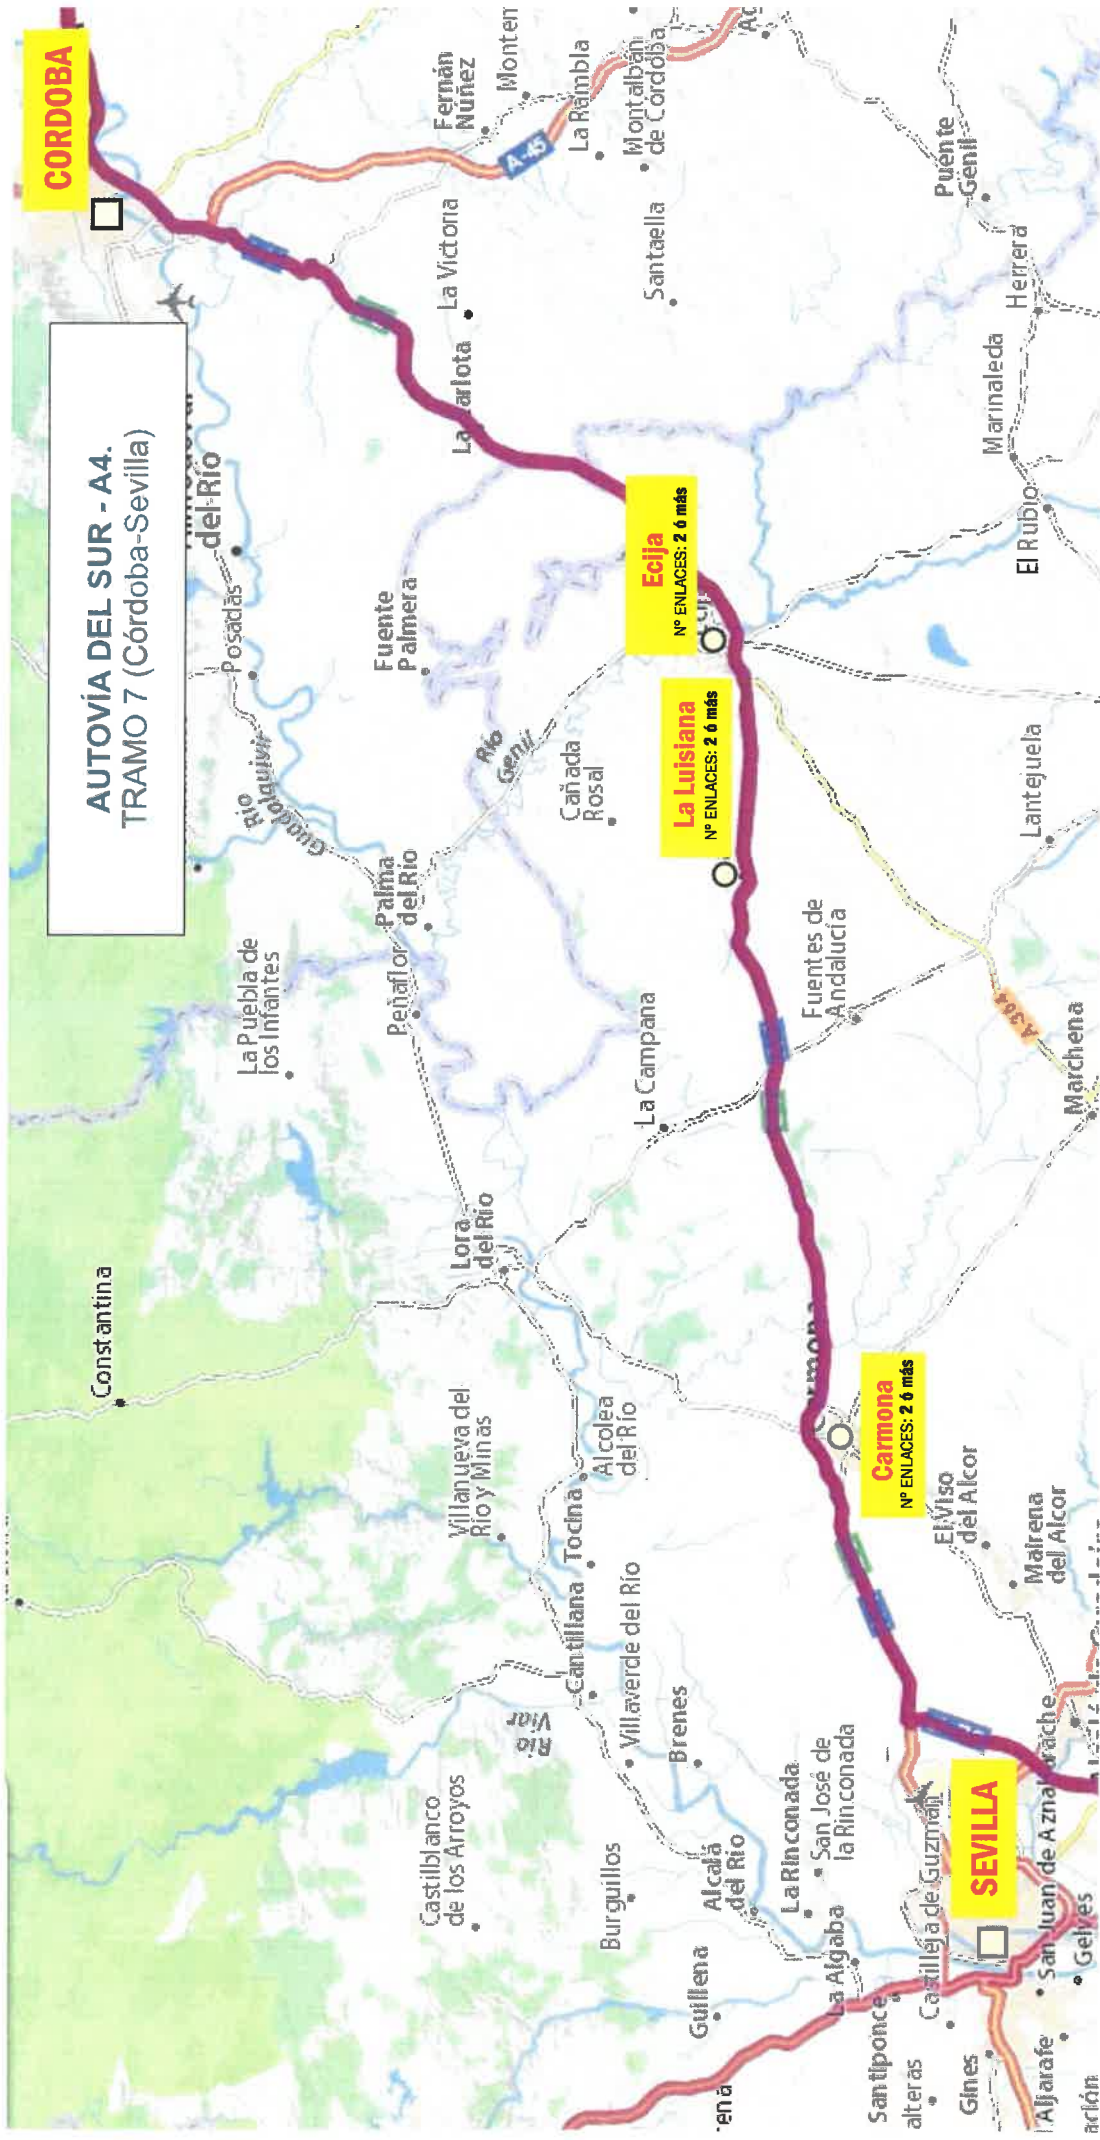 AUTOVÍA DEL SUR - A4.
TRAMO 7 (Córdoba-Sevilla)
CORDOBA
Constantina
La Puebla de
los Infantes
Posadas
del Río
Río
Guadalquivir
Palma
del Río
Peñaflor
Fuente
Palmera
Río
Genil
La Victoria
Fernán
Núñez
Montem
A-45
La Rambla
Montalbán
de Córdoba
Santaella
Puente
Genil
Herrera
Marinaleda
El Rubio
Ecija
Nº ENLACES: 2 ó más
La Luisiana
Nº ENLACES: 2 ó más
Cañada
Rosal
Lantejuela
Fuentes de
Andalucía
La Campana
A-364
Marchena
Lora
del Río
Villanueva del
Río y Minas
Alcolea
del Río
Tocina
Cantillana
Villaverde del Río
Río
Viar
Brenes
Castilblanco
de los Arroyos
Burguillos
Alcalá
del Río
La Rinconada
San José de
la Rinconada
Guillena
La Algaba
Santiponce
Castilleja de Guzmán
Carmona
Nº ENLACES: 2 ó más
El Viso
del Alcor
Mairena
del Alcor
SEVILLA
San Juan de Aznalfarache
Gelves
Gines
alteras
Aljarafe
ación